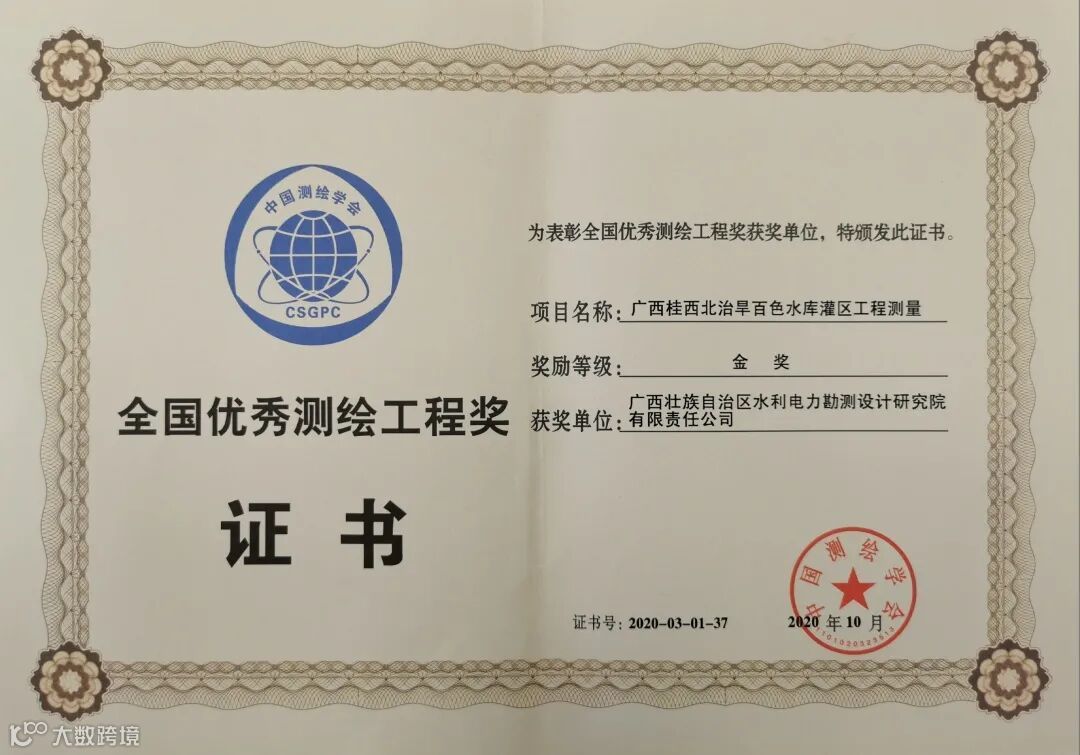 中国测绘学会
CSGPC
全国优秀测绘工程奖
证书
为表彰全国优秀测绘工程奖获奖单位，特颁发此证书。
项目名称：广西桂西北治旱百色水库灌区工程测量
奖励等级：金奖
获奖单位：广西壮族自治区水利电力勘测设计研究院
有限责任公司
中国测绘学会
证书号：2020-03-01-37
2020年10月
大数跨境